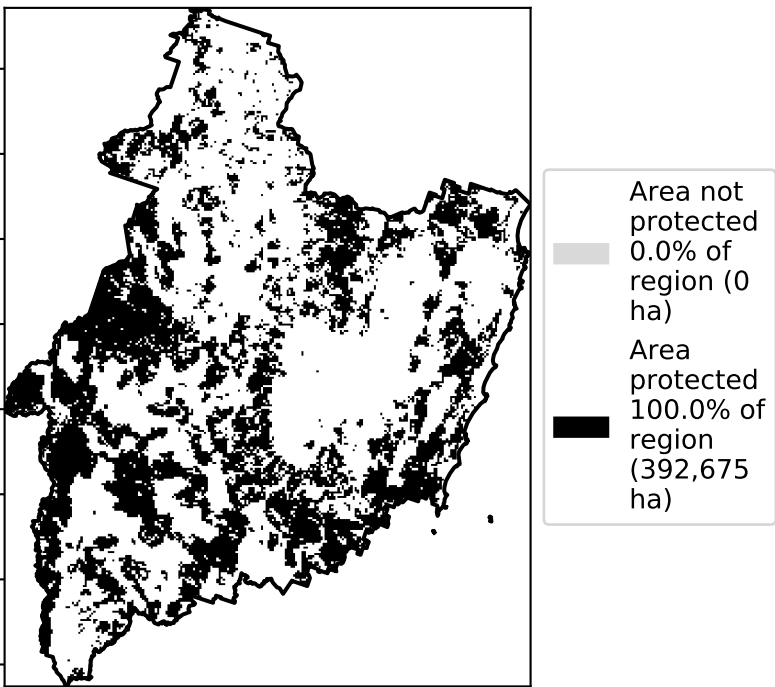 Area not
protected
0.0% of
region (0
ha)
Area
protected
100.0% of
region
(392,675
ha)